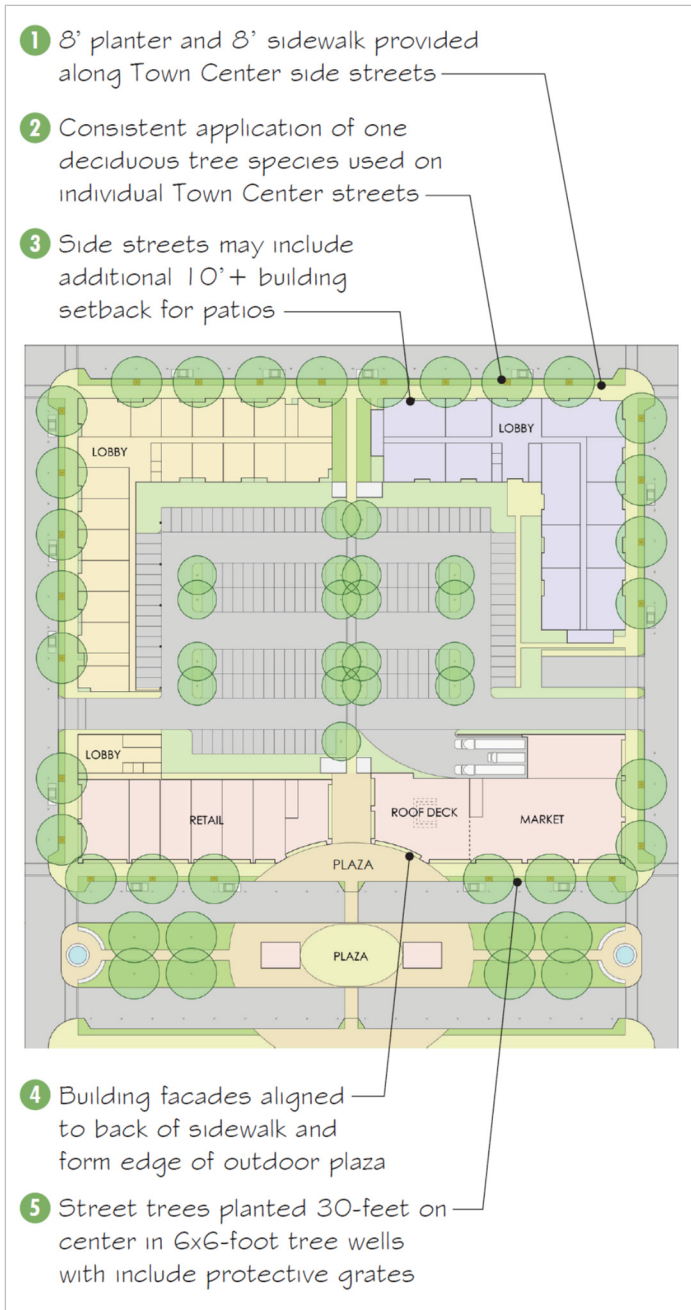 1 8' planter and 8' sidewalk provided
along Town Center side streets
2 Consistent application of one
deciduous tree species used on
individual Town Center streets
3 Side streets may include
additional 10'+ building
setback for patios
LOBBY
LOBBY
LOBBY
RETAIL
ROOF DECK
MARKET
PLAZA
PLAZA
4 Building facades aligned
to back of sidewalk and
form edge of outdoor plaza
5 Street trees planted 30-feet on
center in 6x6-foot tree wells
with include protective grates